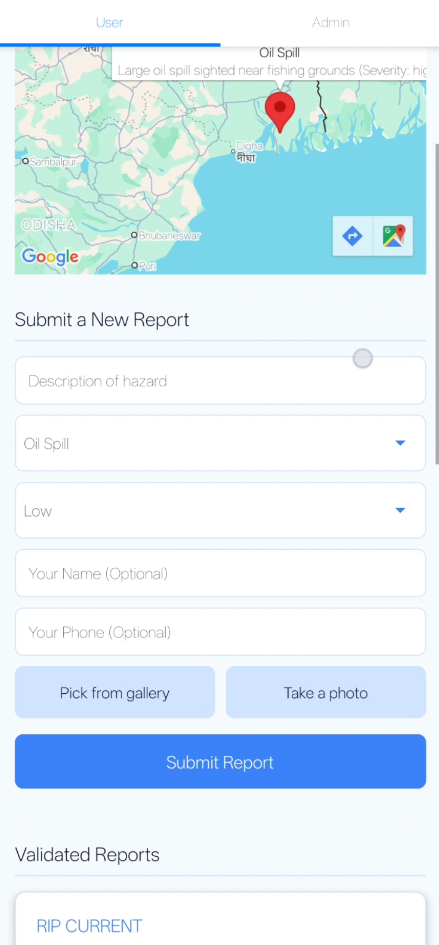 User
Admin
Oil Spill
Large oil spill sighted near fishing grounds (Severity: hig
Digha
दीघा
Sambalpur
ODISHA
Bhubaneswar
Google
Puri
Submit a New Report
Description of hazard
Oil Spill
Low
Your Name (Optional)
Your Phone (Optional)
Pick from gallery
Take a photo
Submit Report
Validated Reports
RIP CURRENT